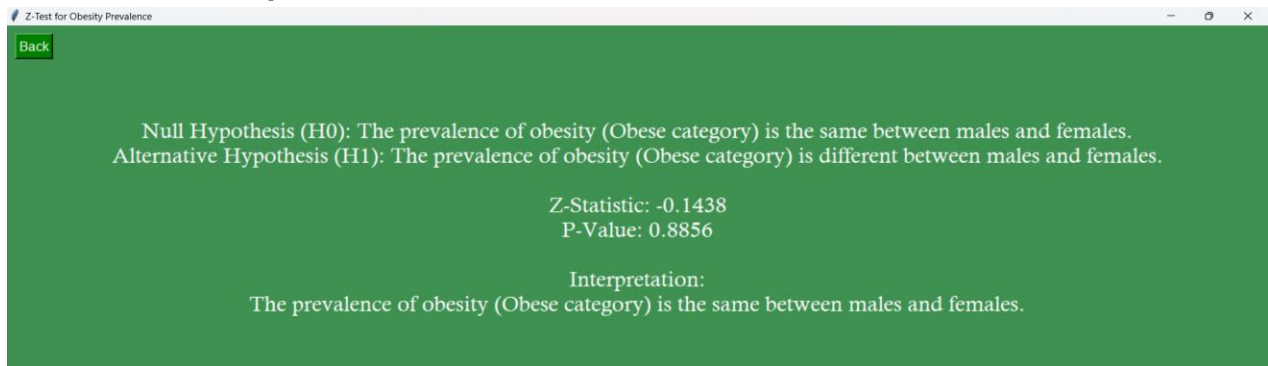 Z-Test for Obesity Prevalence
Back
Null Hypothesis (H0): The prevalence of obesity (Obese category) is the same between males and females.
Alternative Hypothesis (H1): The prevalence of obesity (Obese category) is different between males and females.
Z-Statistic: -0.1438
P-Value: 0.8856
Interpretation:
The prevalence of obesity (Obese category) is the same between males and females.